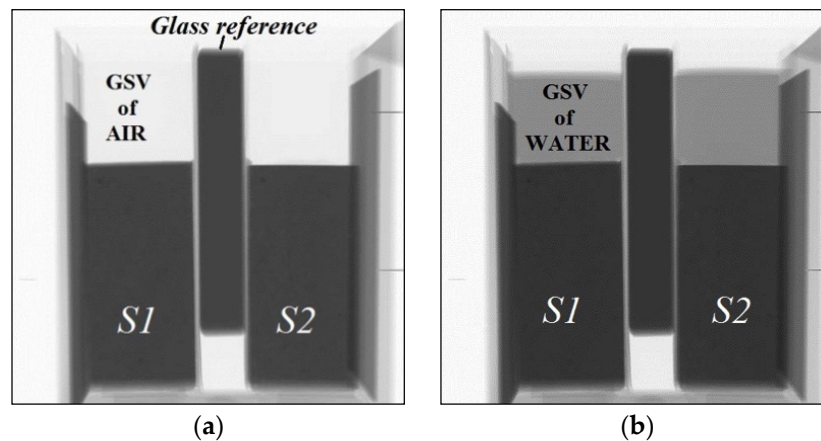 Glass reference
GSV
of
AIR
S1
S2
(a)
GSV
of
WATER
S1
S2
(b)